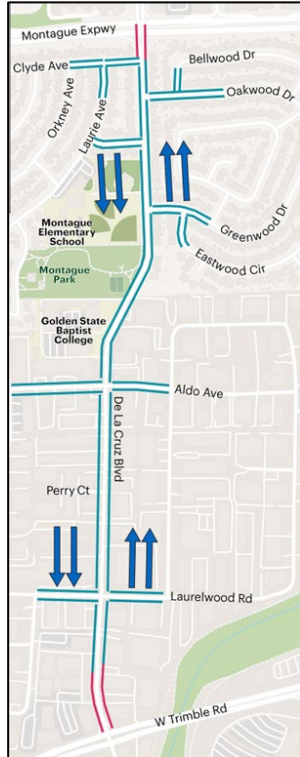 Montague Expwy
Clyde Ave
Bellwood Dr
Oakwood Dr
Orkney Ave
Laurie Ave
Montague
Elementary
School
Greenwood Dr
Eastwood Cir
Montague
Park
Golden State
Baptist
College
Aldo Ave
De La Cruz Blvd
Perry Ct
Laurelwood Rd
W Trimble Rd